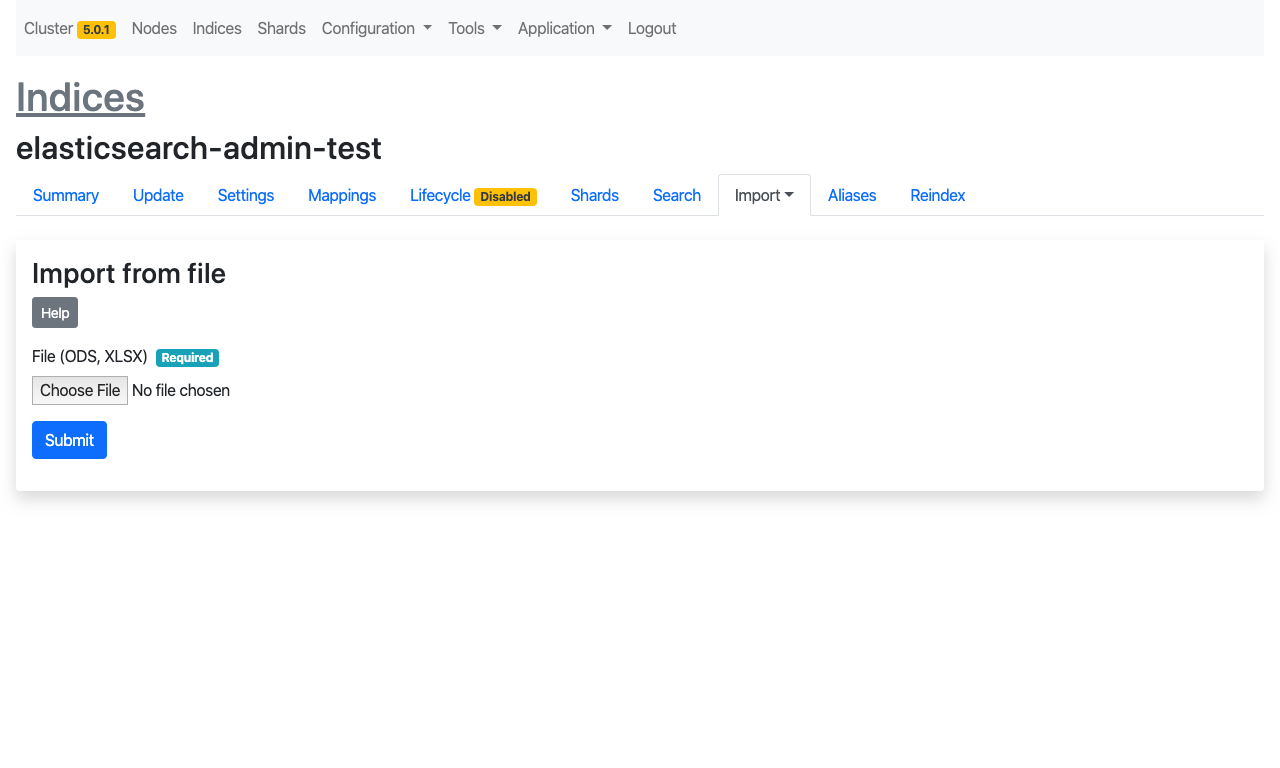 Cluster 5.0.1 Nodes Indices Shards Configuration Tools Application Logout
Indices
elasticsearch-admin-test
Summary Update Settings Mappings Lifecycle Disabled Shards Search Import Aliases Reindex
Import from file
Help
File (ODS, XLSX) Required
Choose File No file chosen
Submit